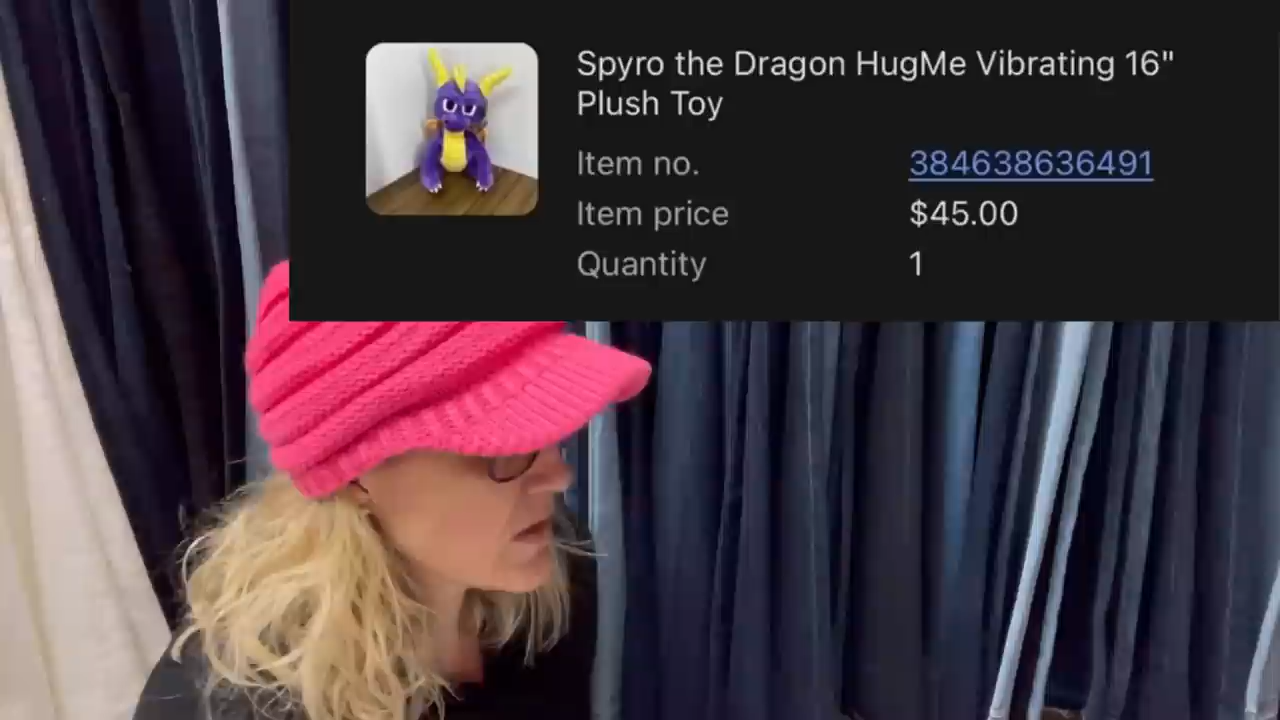 Spyro the Dragon HugMe Vibrating 16"
Plush Toy
Item no. 384638636491
Item price $45.00
Quantity 1